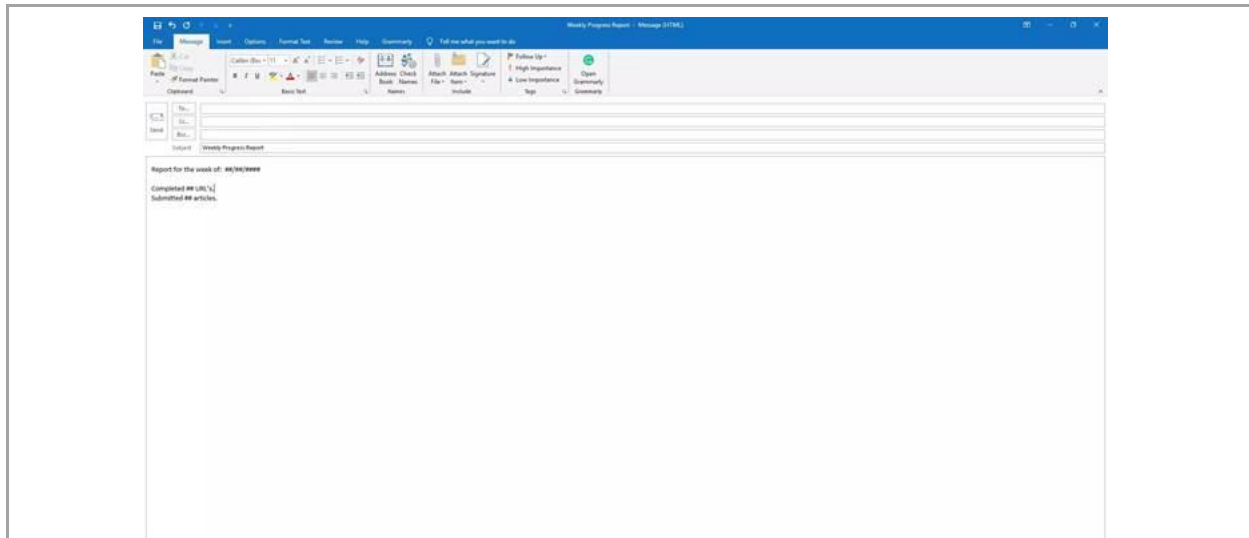 Weekly Progress Report - Message (HTML)
File Message Insert Options Format Text Review Help Grammarly Tell me what you want to do
Paste
Cut
Copy
Format Painter
Clipboard
11
B I U
Basic Text
Address Book
Check Names
Names
Attach File
Attach Item
Signature
Include
Follow Up
High Importance
Low Importance
Tags
Open Grammarly
Grammarly
Send
To...
Cc...
Bcc...
Subject Weekly Progress Report
Report for the week of: ##/##/####
Completed ## URL's.
Submitted ## articles.